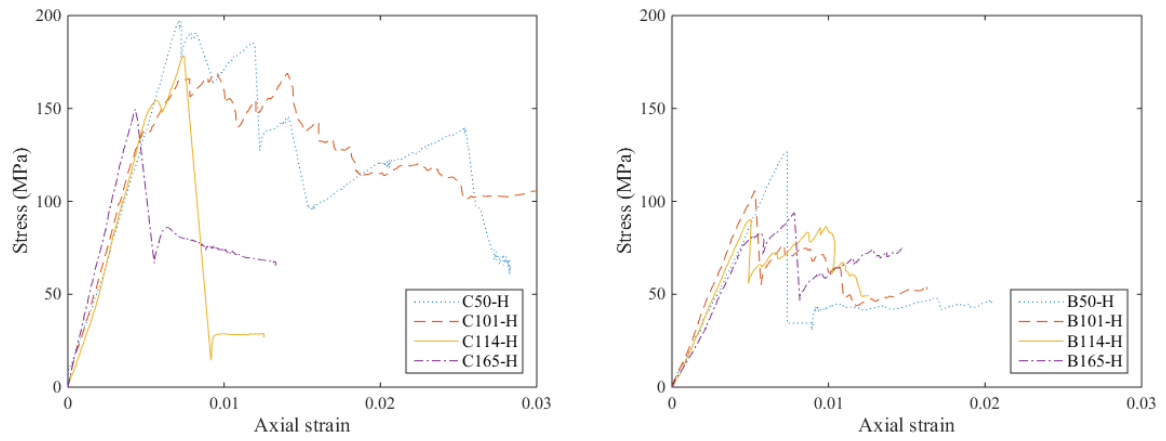 200
150
100
50
0
Stress (MPa)
0
0.01
0.02
0.03
Axial strain
C50-H
C101-H
C114-H
C165-H
200
150
100
50
0
Stress (MPa)
0
0.01
0.02
0.03
Axial strain
B50-H
B101-H
B114-H
B165-H